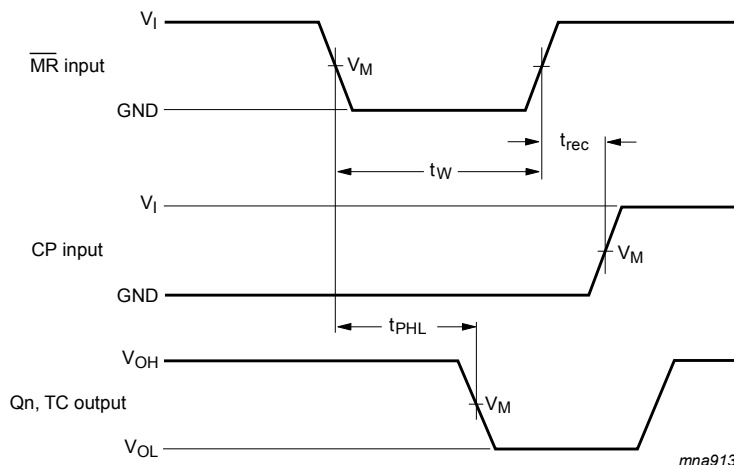 VI
M̅R̅ input
VM
GND
trec
tW
VI
CP input
VM
GND
tPHL
VOH
Qn, TC output
VM
VOL
mna913